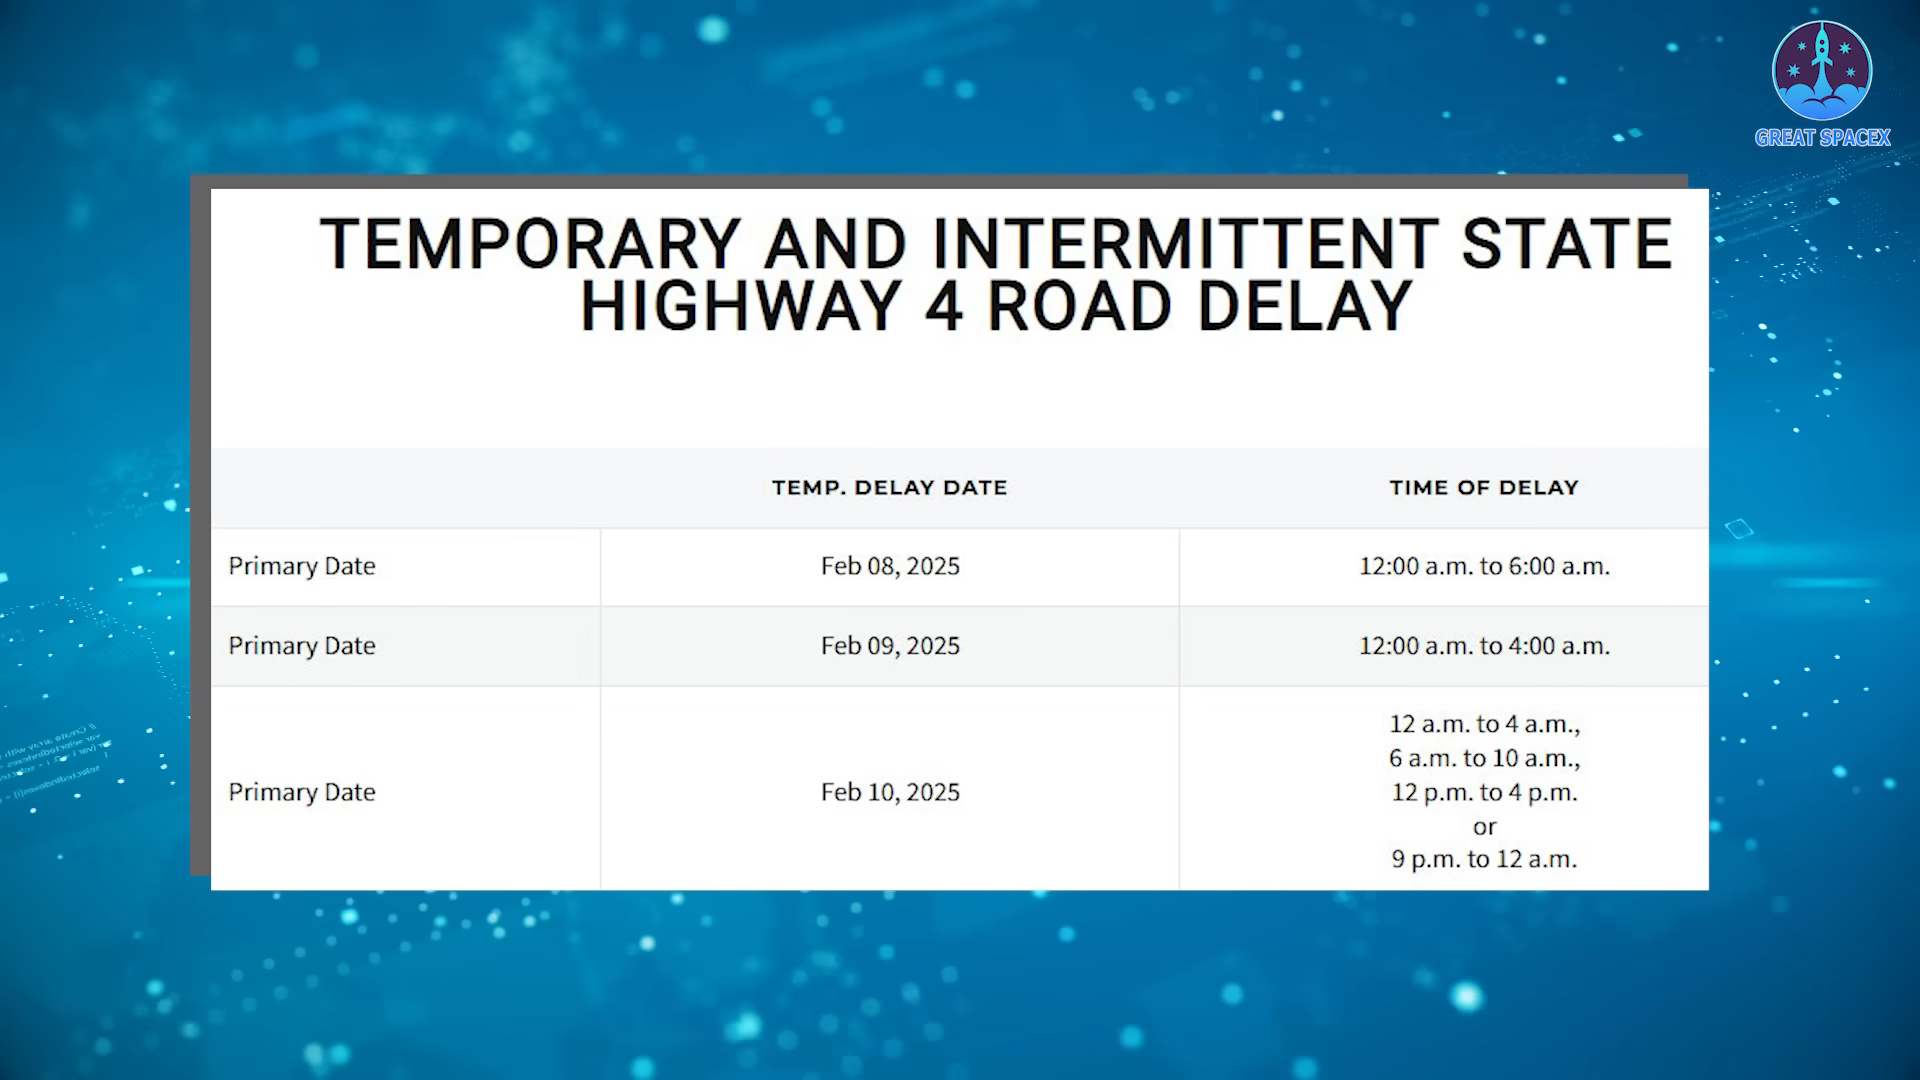 GREAT SPACEX
TEMPORARY AND INTERMITTENT STATE
HIGHWAY 4 ROAD DELAY
TEMP. DELAY DATE TIME OF DELAY
Primary Date Feb 08, 2025 12:00 a.m. to 6:00 a.m.
Primary Date Feb 09, 2025 12:00 a.m. to 4:00 a.m.
12 a.m. to 4 a.m.,
6 a.m. to 10 a.m.,
Primary Date Feb 10, 2025 12 p.m. to 4 p.m.
or
9 p.m. to 12 a.m.